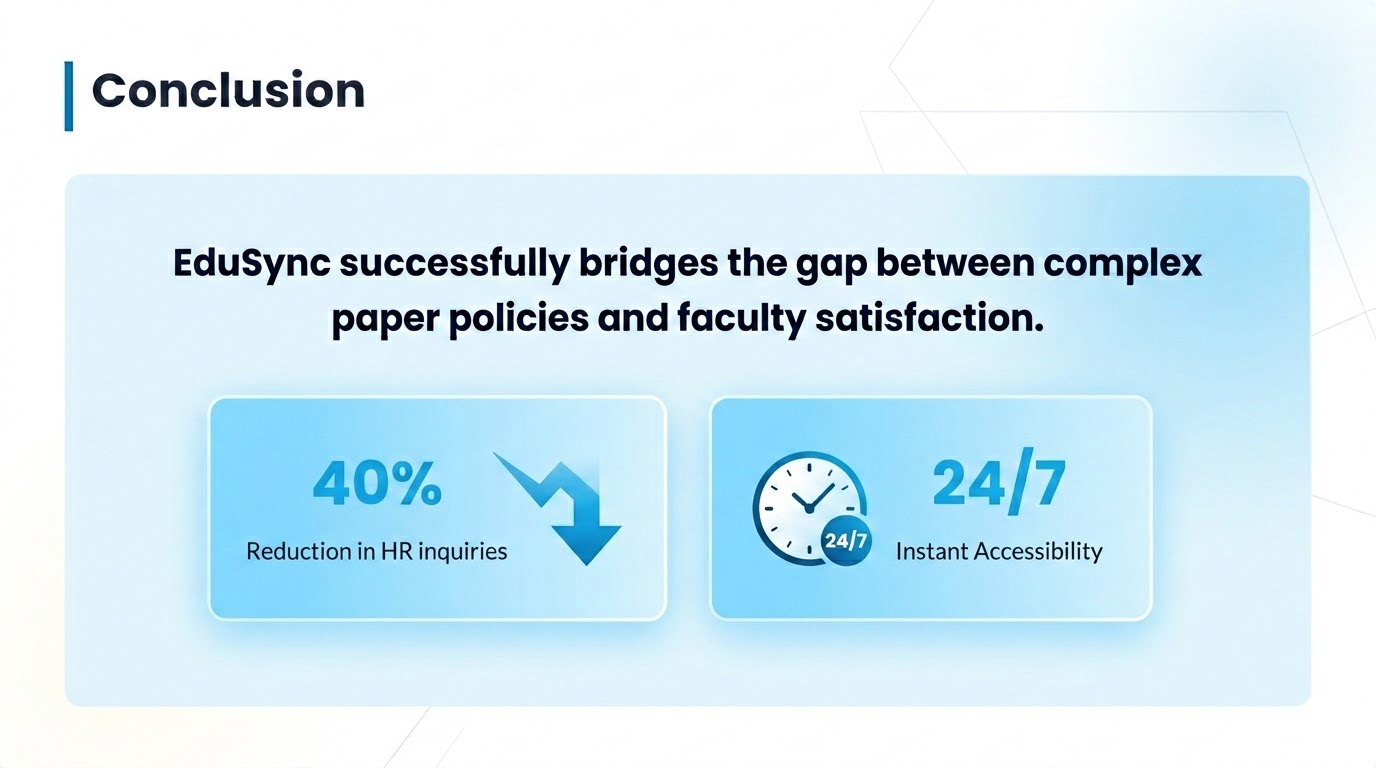 Conclusion
EduSync successfully bridges the gap between complex
paper policies and faculty satisfaction.
40%
Reduction in HR inquiries
24/7
24/7
Instant Accessibility